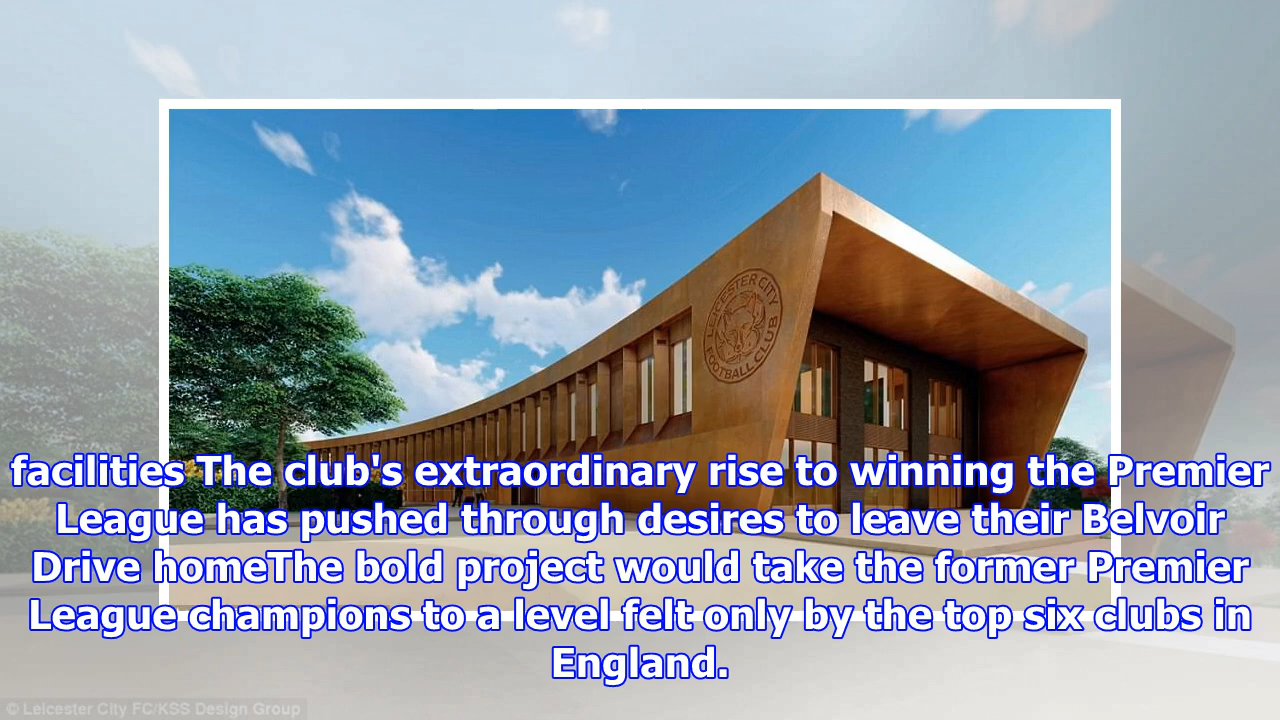 LEICESTER CITY
FOOTBALL CLUB
facilities The club's extraordinary rise to winning the Premier
League has pushed through desires to leave their Belvoir
Drive homeThe bold project would take the former Premier
League champions to a level felt only by the top six clubs in
England.
© Leicester City FC/KSS Design Group